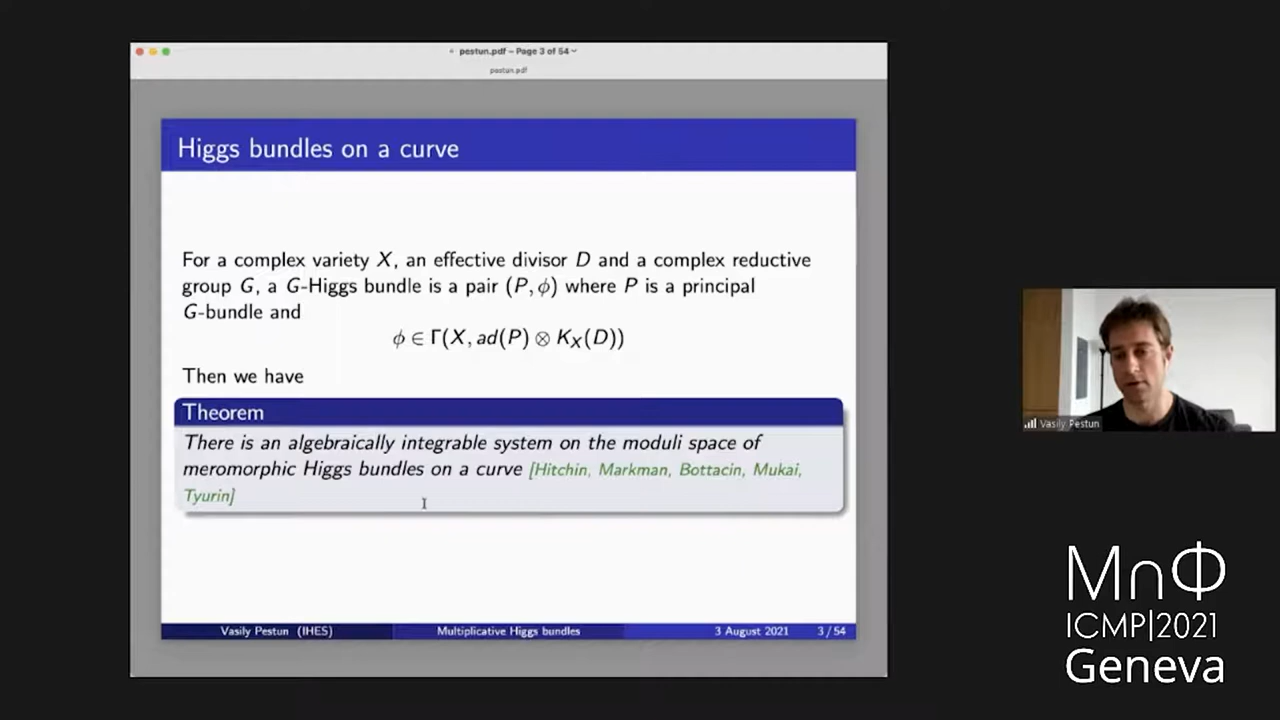 pestun.pdf – Page 3 of 54
pestun.pdf
Higgs bundles on a curve
For a complex variety X, an effective divisor D and a complex reductive
group G, a G-Higgs bundle is a pair (P, ϕ) where P is a principal
G-bundle and
ϕ ∈ Γ(X, ad(P) ⊗ K_X(D))
Then we have
Theorem
There is an algebraically integrable system on the moduli space of
meromorphic Higgs bundles on a curve [Hitchin, Markman, Bottacin, Mukai,
Tyurin]
Vasily Pestun (IHES) Multiplicative Higgs bundles 3 August 2021 3 / 54
Vasily Pestun
M∩Φ
ICMP|2021
Geneva